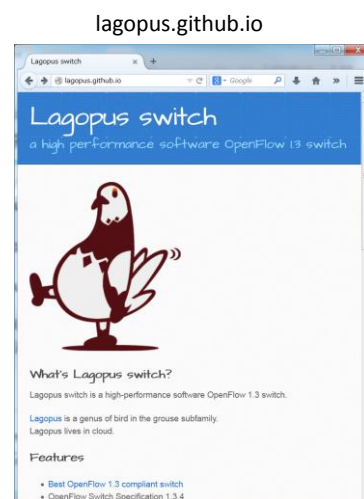 lagopus.github.io
Lagopus switch
lagopus.github.io
Google
Lagopus switch
a high performance software OpenFlow 1.3 switch
What's Lagopus switch?
Lagopus switch is a high-performance software OpenFlow 1.3 switch.
Lagopus is a genus of bird in the grouse subfamily.
Lagopus lives in cloud.
Features
Best OpenFlow 1.3 compliant switch
OpenFlow Switch Specification 1.3.4